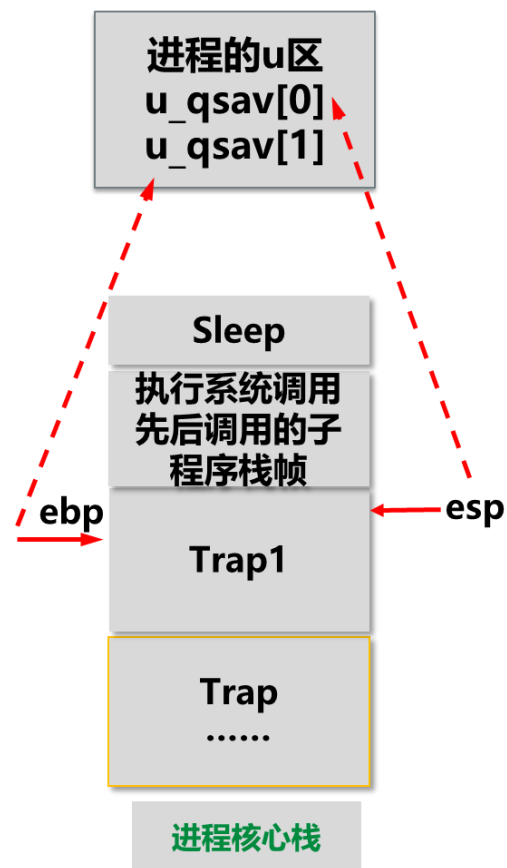 进程的u区
u_qsav[0]
u_qsav[1]
Sleep
执行系统调用
先后调用的子
程序栈帧
ebp
esp
Trap1
Trap
……
进程核心栈